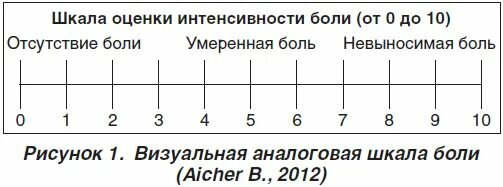 Шкала оценки интенсивности боли (от 0 до 10)
Отсутствие боли Умеренная боль Невыносимая боль
0 1 2 3 4 5 6 7 8 9 10
Рисунок 1. Визуальная аналоговая шкала боли
(Aicher B., 2012)